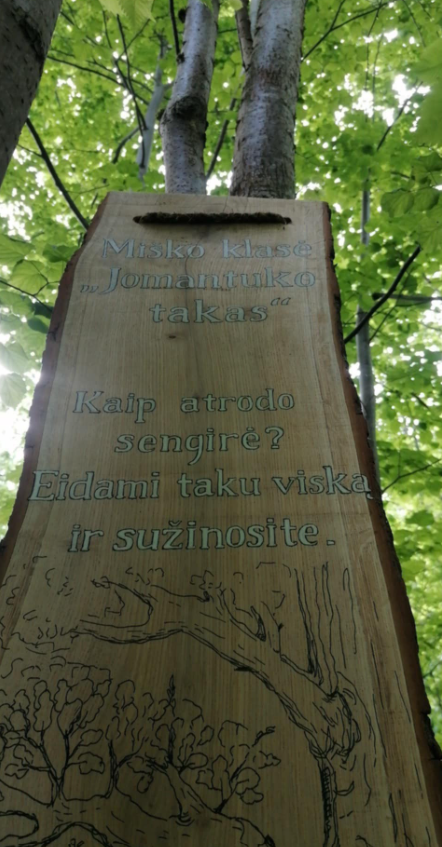 Miško klasė
„Jomantuko
takas“
Kaip atrodo
sengirė?
Eidami taku viską
ir sužinosite.